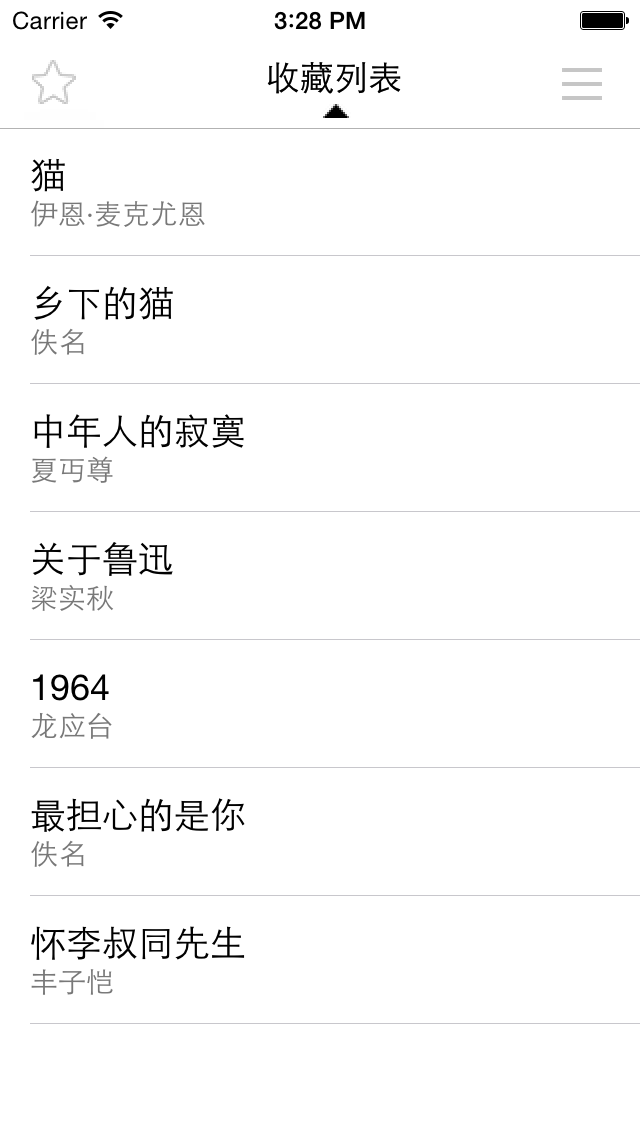 Carrier 3:28 PM
收藏列表
猫
伊恩·麦克尤恩
乡下的猫
佚名
中年人的寂寞
夏丏尊
关于鲁迅
梁实秋
1964
龙应台
最担心的是你
佚名
怀李叔同先生
丰子恺